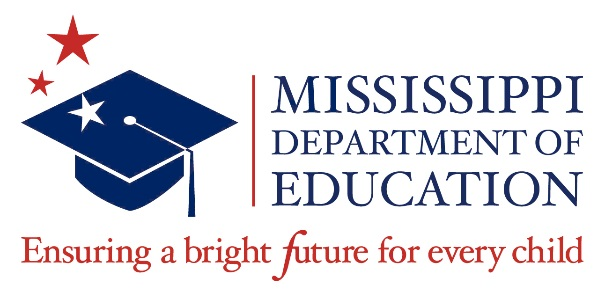 MISSISSIPPI
DEPARTMENT OF
EDUCATION
Ensuring a bright future for every child